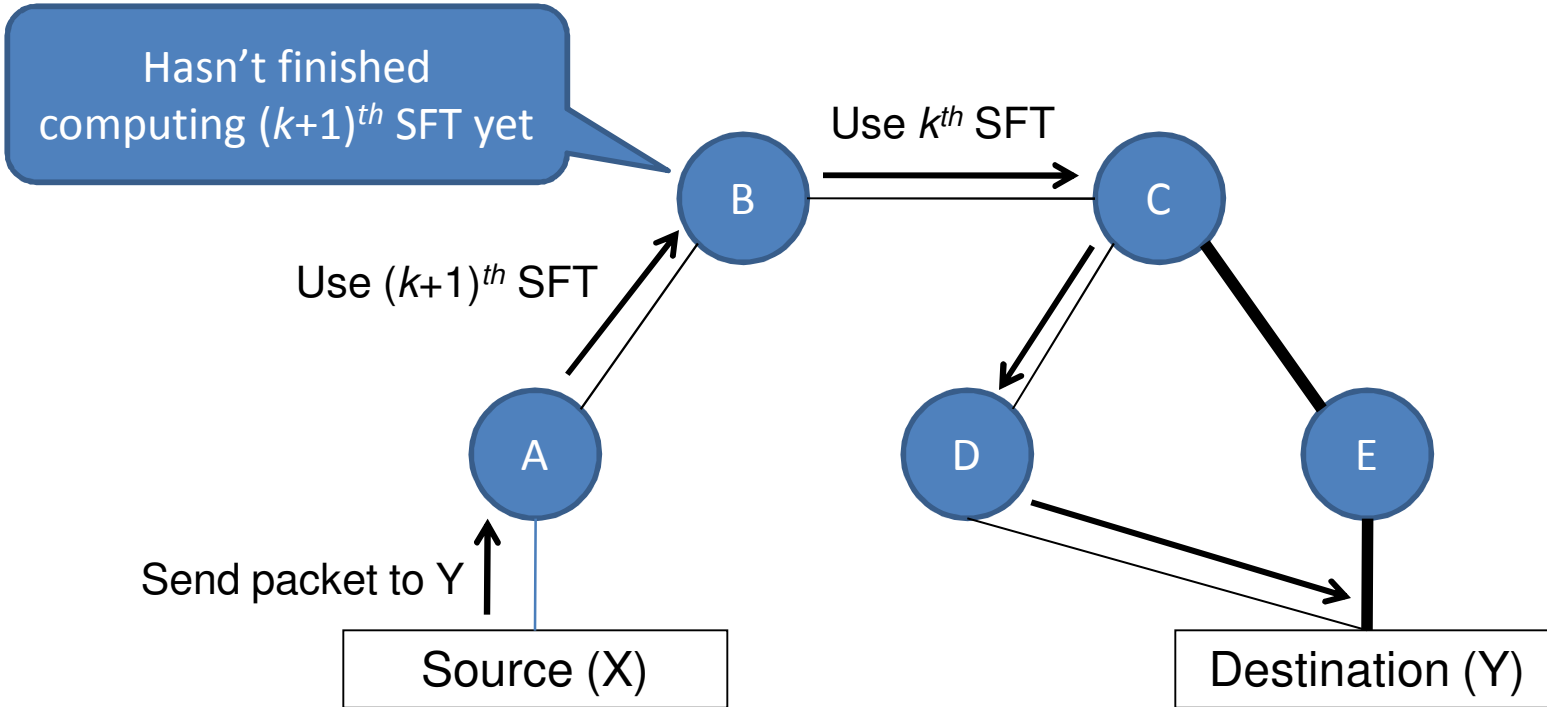 Hasn't finished
computing (k+1)th SFT yet
B
Use kth SFT
C
Use (k+1)th SFT
A
D
E
Send packet to Y
Source (X)
Destination (Y)